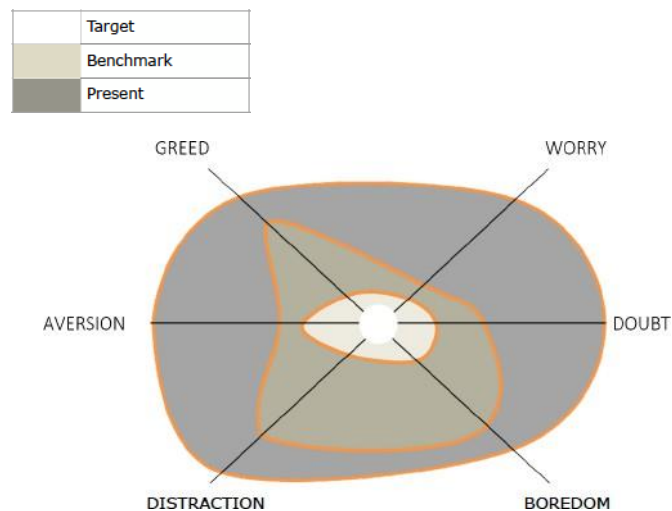 Target
Benchmark
Present
GREED
WORRY
AVERSION
DOUBT
DISTRACTION
BOREDOM